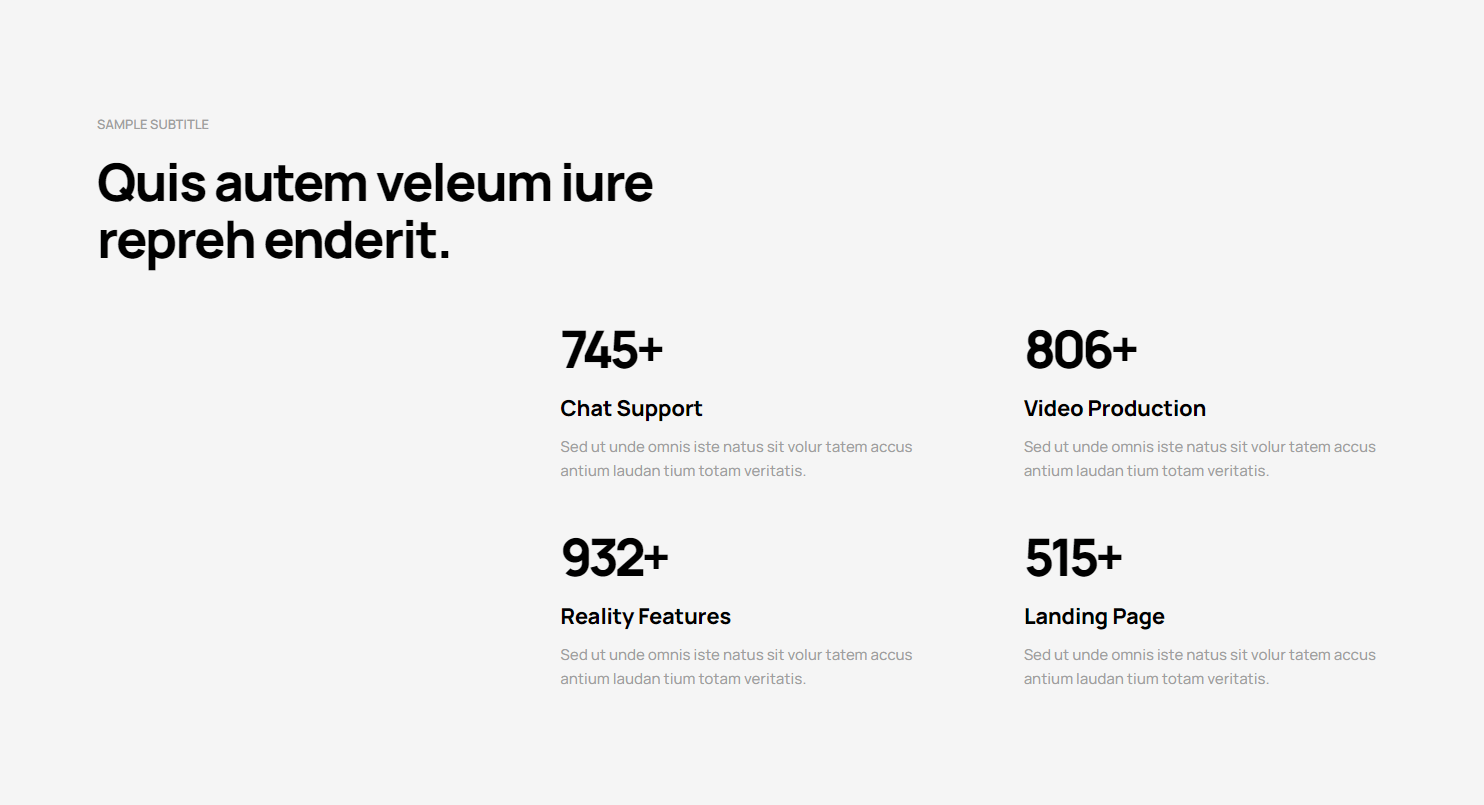 SAMPLE SUBTITLE
Quis autem veleum iure
repreh enderit.
745+
Chat Support
Sed ut unde omnis iste natus sit volur tatem accus
antium laudan tium totam veritatis.
806+
Video Production
Sed ut unde omnis iste natus sit volur tatem accus
antium laudan tium totam veritatis.
932+
Reality Features
Sed ut unde omnis iste natus sit volur tatem accus
antium laudan tium totam veritatis.
515+
Landing Page
Sed ut unde omnis iste natus sit volur tatem accus
antium laudan tium totam veritatis.